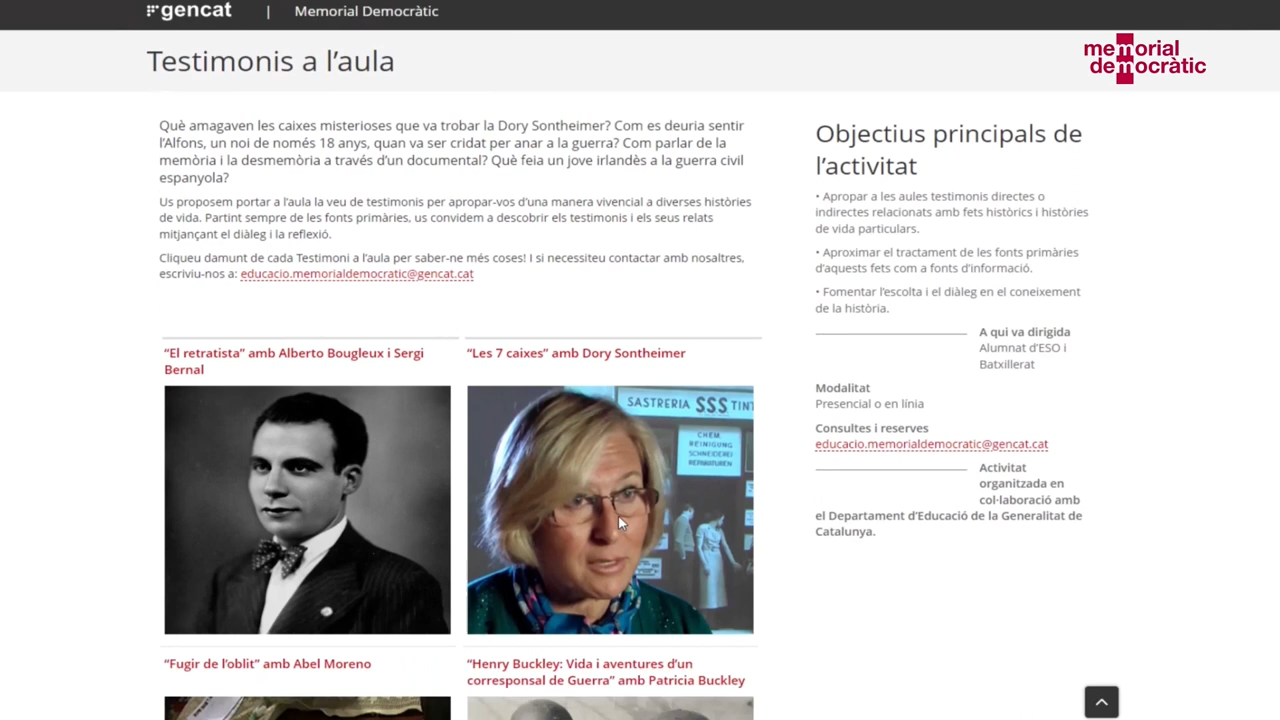 gencat | Memorial Democràtic
Testimonis a l’aula
memorial
democràtic
Què amagaven les caixes misterioses que va trobar la Dory Sontheimer? Com es deuria sentir
l’Alfons, un noi de només 18 anys, quan va ser cridat per anar a la guerra? Com parlar de la
memòria i la desmemòria a través d’un documental? Què feia un jove irlandès a la guerra civil
espanyola?
Us proposem portar a l’aula la veu de testimonis per apropar-vos d’una manera vivencial a diverses històries
de vida. Partint sempre de les fonts primàries, us convidem a descobrir els testimonis i els seus relats
mitjançant el diàleg i la reflexió.
Cliqueu damunt de cada Testimoni a l’aula per saber-ne més coses! I si necessiteu contactar amb nosaltres,
escriviu-nos a: educacio.memorialdemocratic@gencat.cat
“El retratista” amb Alberto Bougleux i Sergi
Bernal
“Les 7 caixes” amb Dory Sontheimer
SASTRERIA SSS TINT
CHEM.
REINIGUNG
SCHNEIDEREI
REPARATUREN
“Fugir de l’oblit” amb Abel Moreno
“Henry Buckley: Vida i aventures d’un
corresponsal de Guerra” amb Patricia Buckley
Objectius principals de
l’activitat
• Apropar a les aules testimonis directes o
indirectes relacionats amb fets històrics i històries
de vida particulars.
• Aproximar el tractament de les fonts primàries
d’aquests fets com a fonts d’informació.
• Fomentar l’escolta i el diàleg en el coneixement
de la història.
A qui va dirigida
Alumnat d’ESO i
Batxillerat
Modalitat
Presencial o en línia
Consultes i reserves
educacio.memorialdemocratic@gencat.cat
Activitat
organitzada en
col·laboració amb
el Departament d’Educació de la Generalitat de
Catalunya.